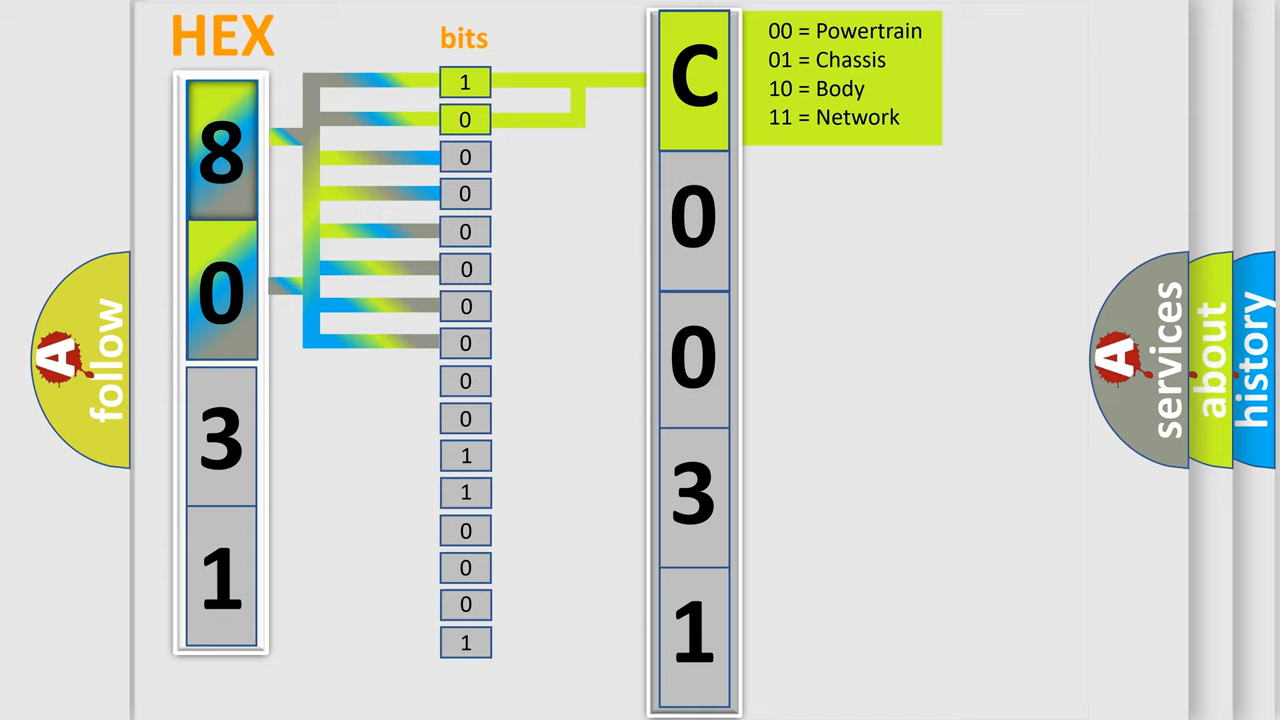 HEX
8
0
3
1
bits
1
0
0
0
0
0
0
0
0
0
1
1
0
0
0
1
C
0
0
3
1
00 = Powertrain
01 = Chassis
10 = Body
11 = Network
A
follow
A
services
about
history